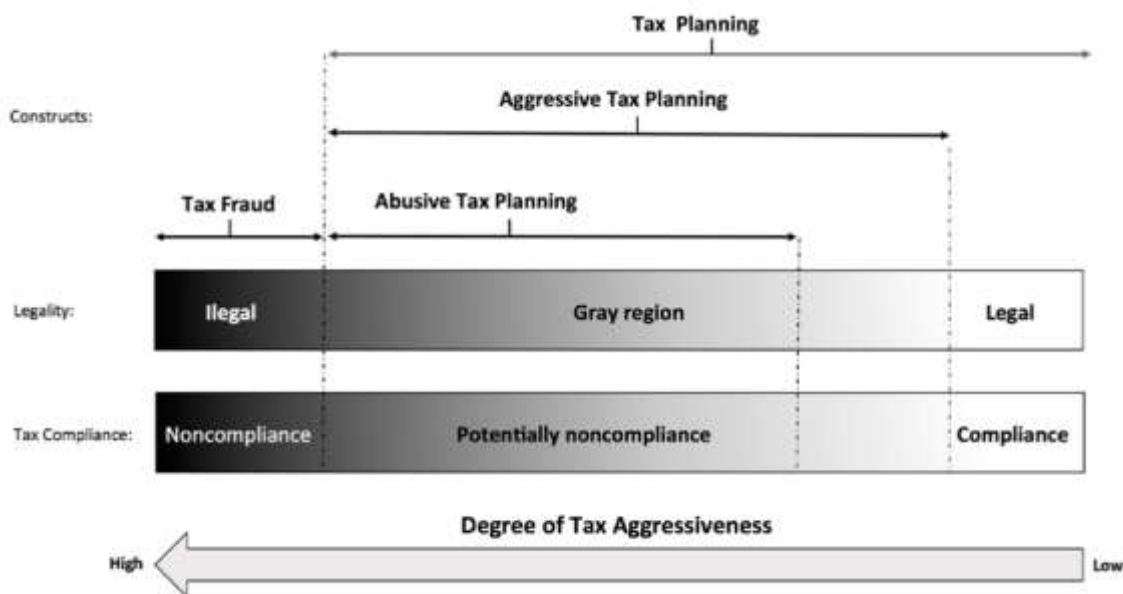 Tax Planning
Aggressive Tax Planning
Constructs:
Tax Fraud
Abusive Tax Planning
Legality:
Ilegal
Gray region
Legal
Tax Compliance:
Noncompliance
Potentially noncompliance
Compliance
Degree of Tax Aggressiveness
High
Low